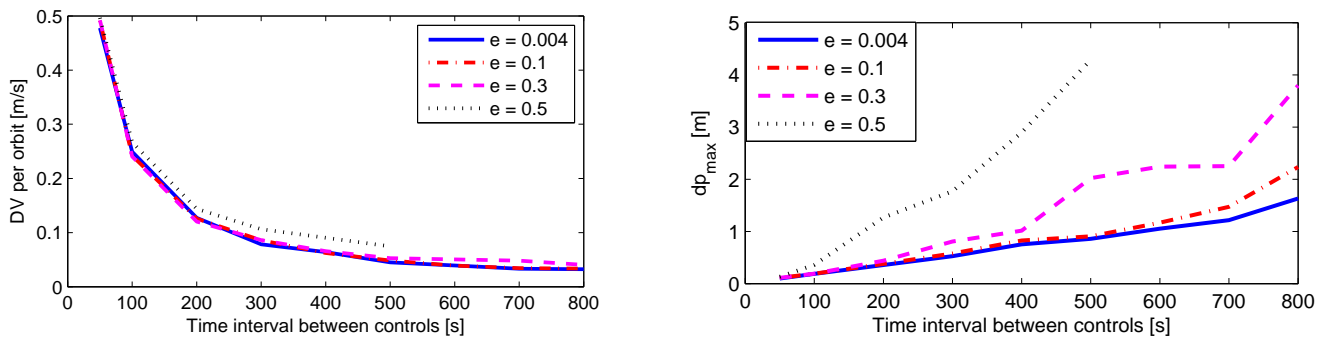 0.5
0.4
0.3
0.2
0.1
0
0 100 200 300 400 500 600 700 800
DV per orbit [m/s]
Time interval between controls [s]
e = 0.004
e = 0.1
e = 0.3
e = 0.5
5
4
3
2
1
0
0 100 200 300 400 500 600 700 800
dp_max [m]
Time interval between controls [s]
e = 0.004
e = 0.1
e = 0.3
e = 0.5